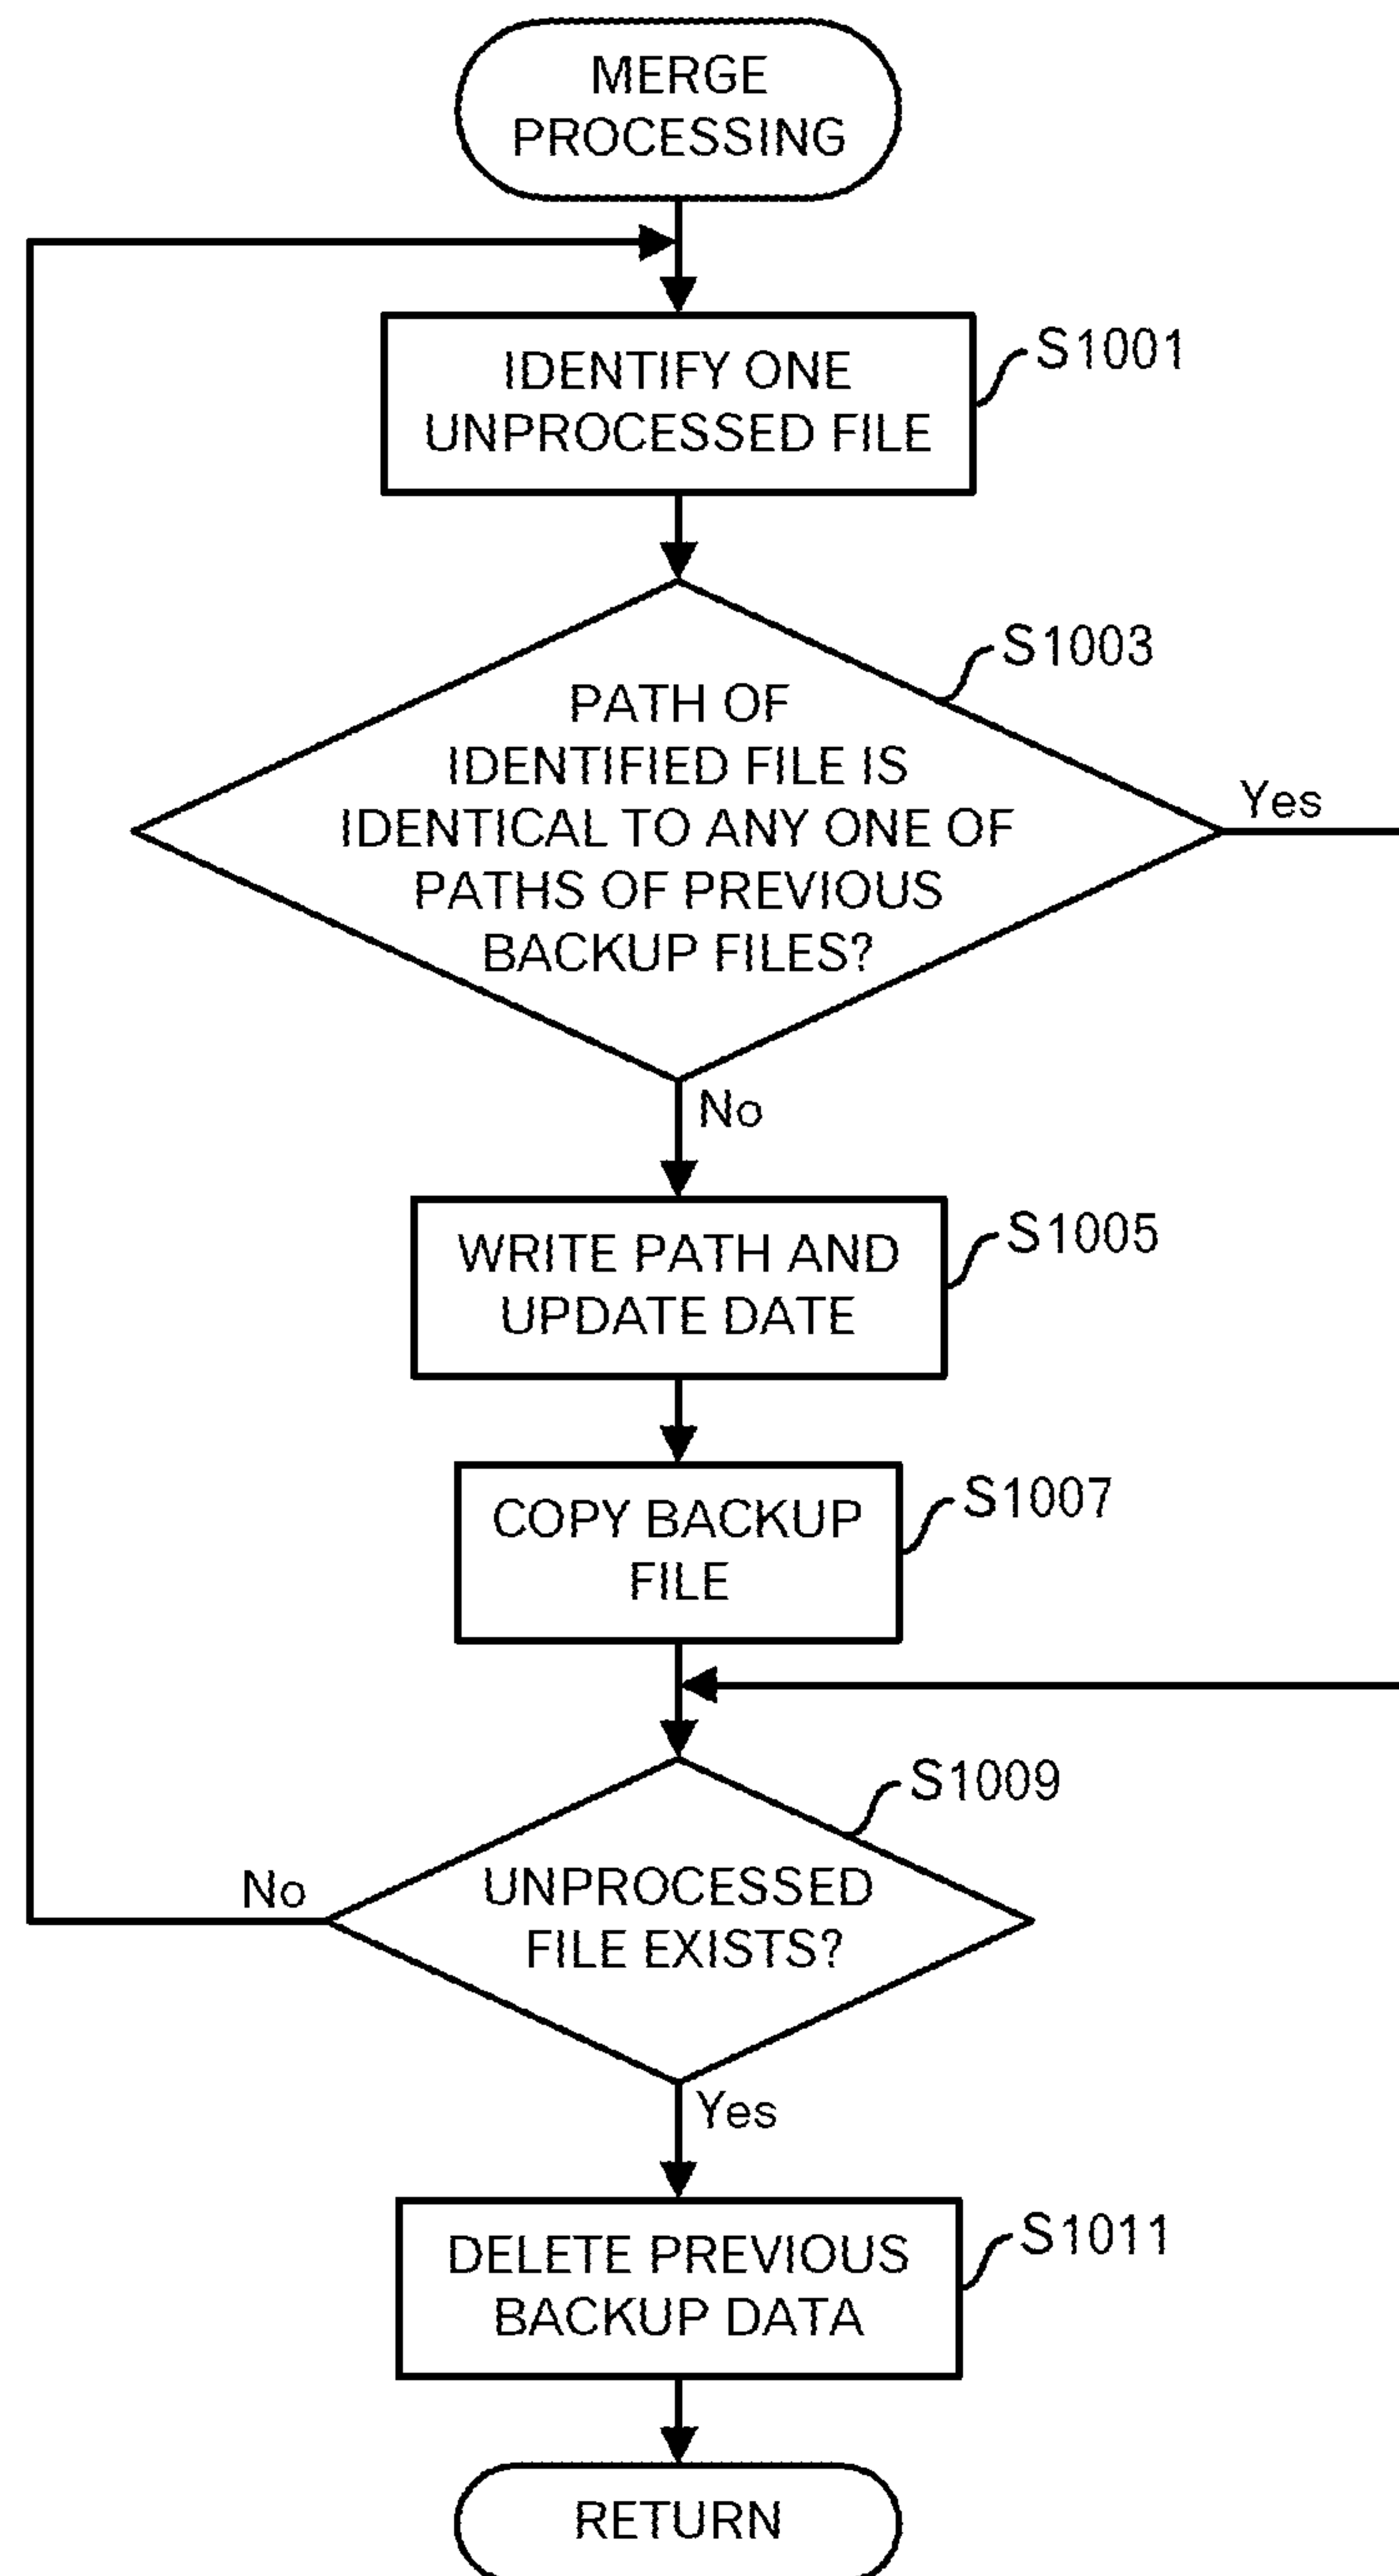 MERGE
PROCESSING
IDENTIFY ONE
UNPROCESSED FILE
S1001
PATH OF
IDENTIFIED FILE IS
IDENTICAL TO ANY ONE OF
PATHS OF PREVIOUS
BACKUP FILES?
S1003
Yes
No
WRITE PATH AND
UPDATE DATE
S1005
COPY BACKUP
FILE
S1007
UNPROCESSED
FILE EXISTS?
S1009
No
Yes
DELETE PREVIOUS
BACKUP DATA
S1011
RETURN